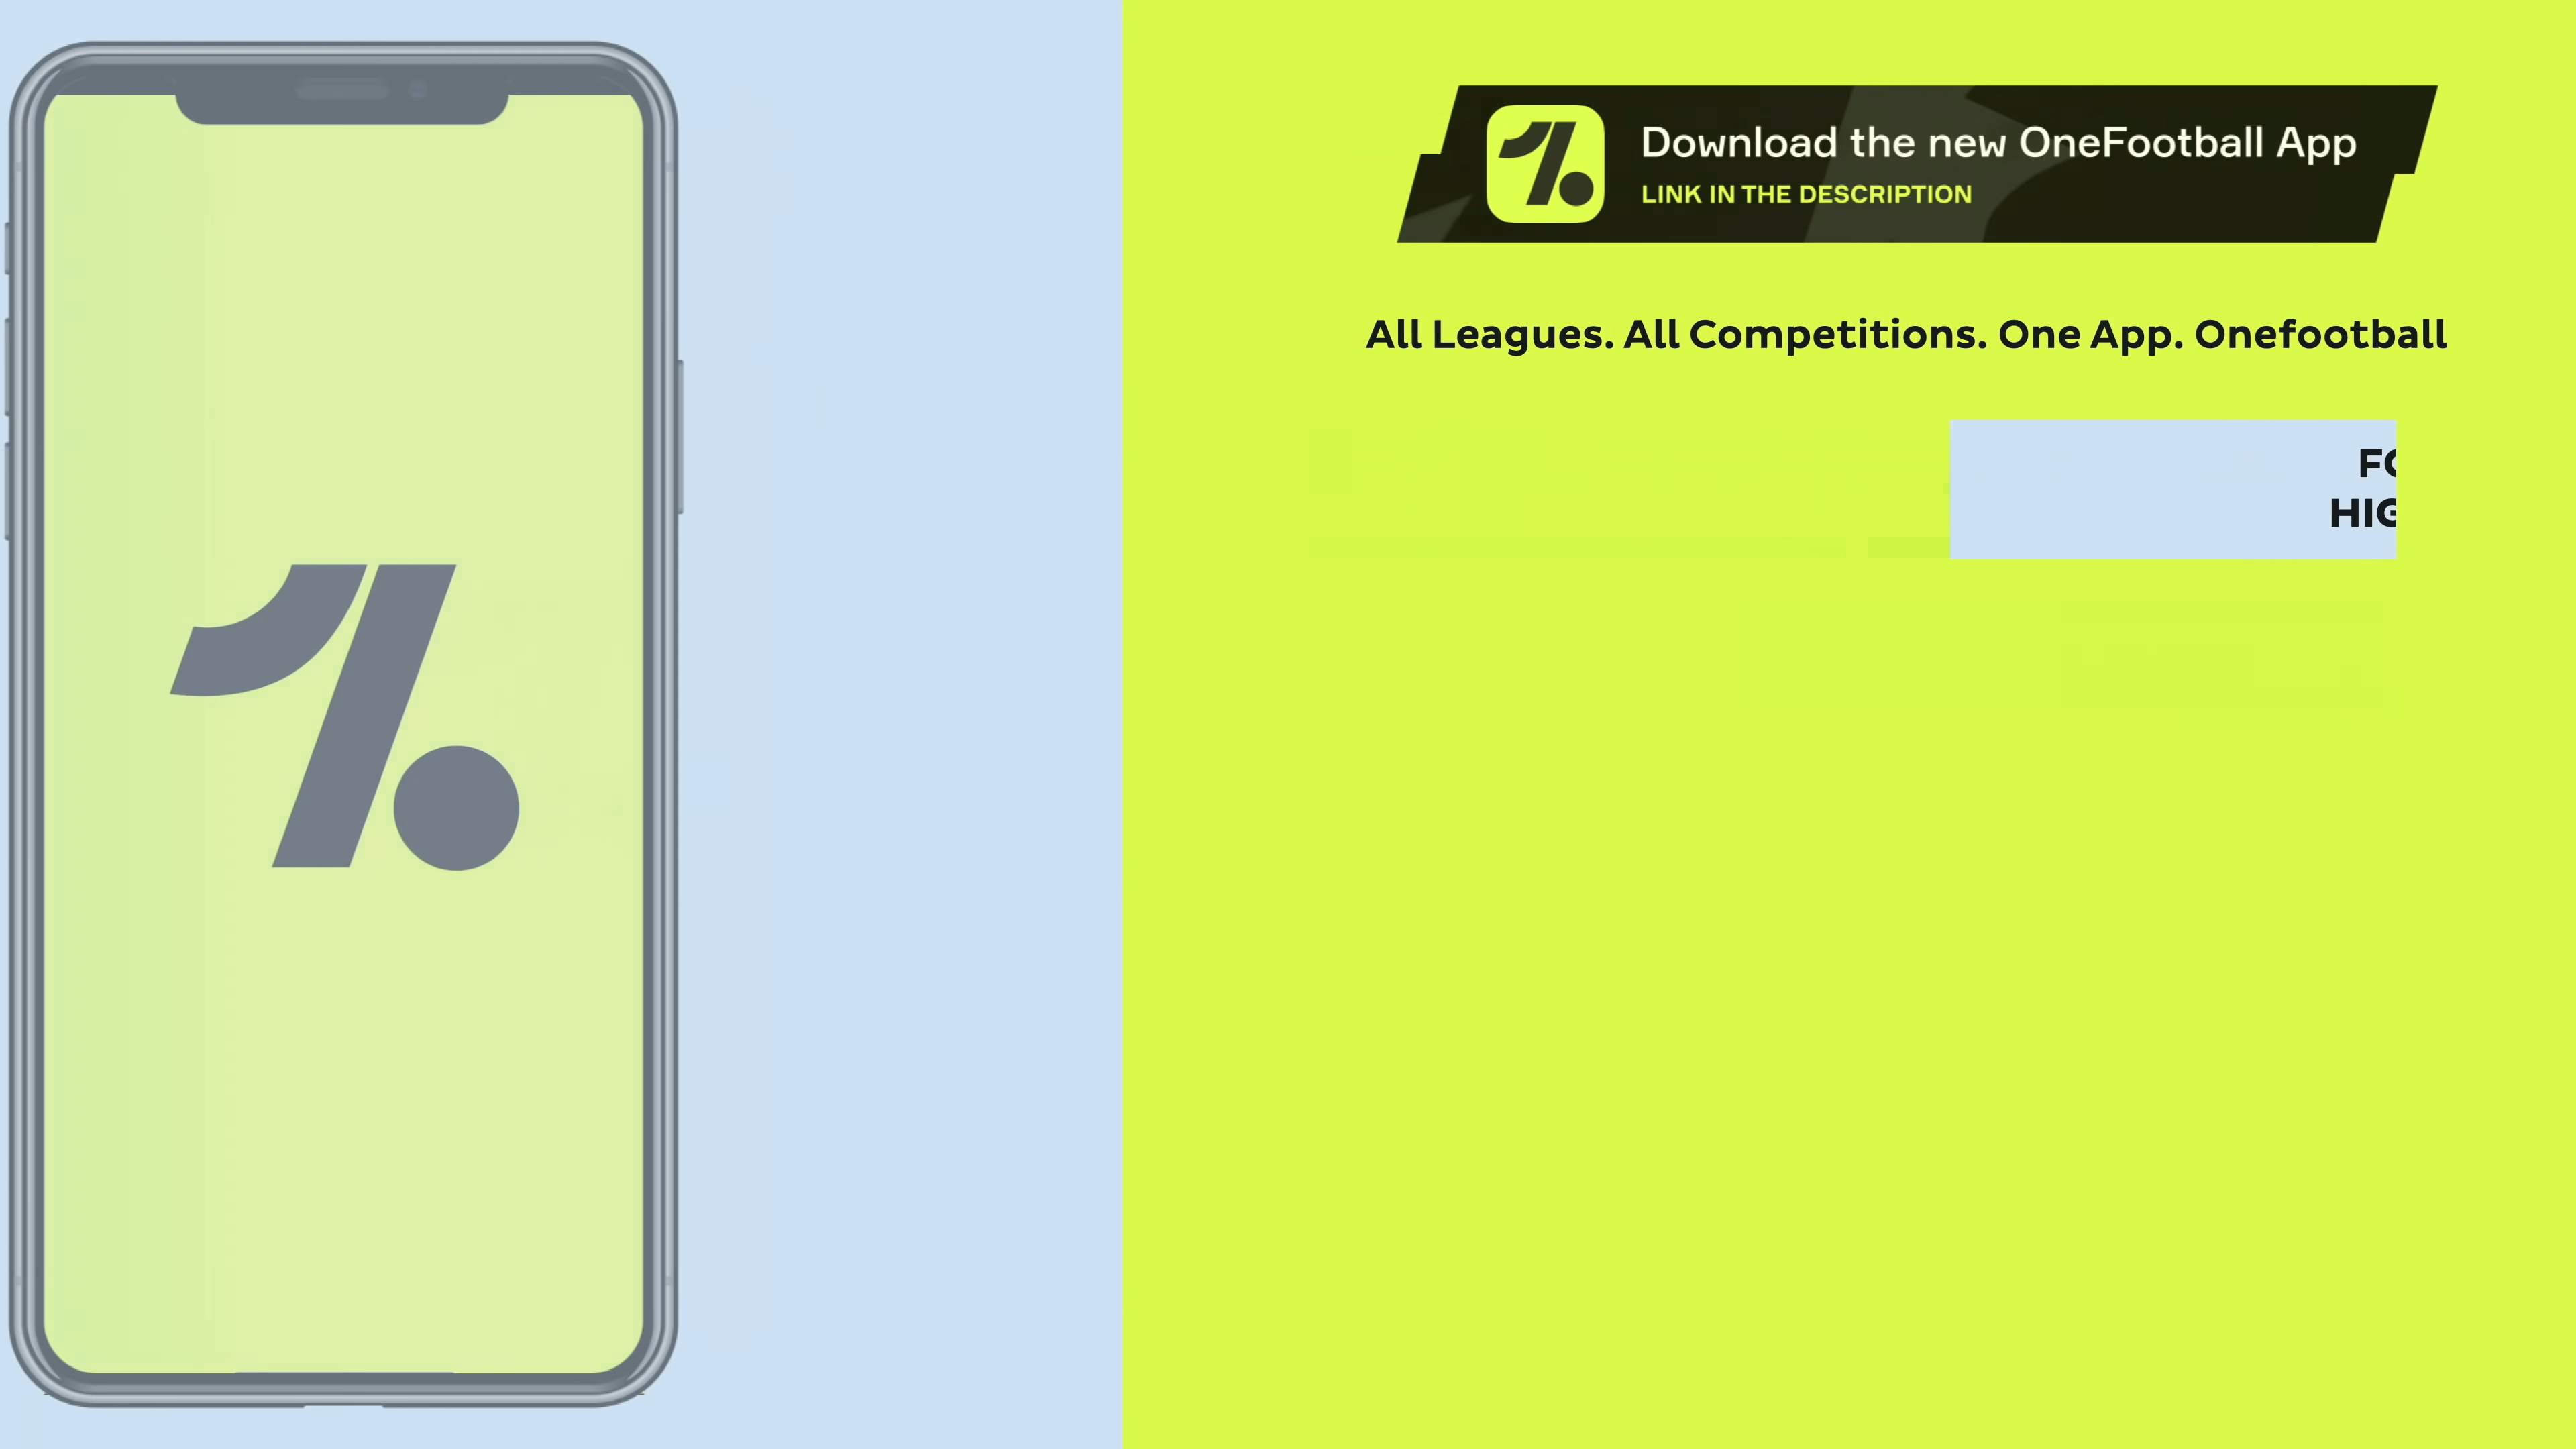 Download the new OneFootball App
LINK IN THE DESCRIPTION
All Leagues. All Competitions. One App. Onefootball